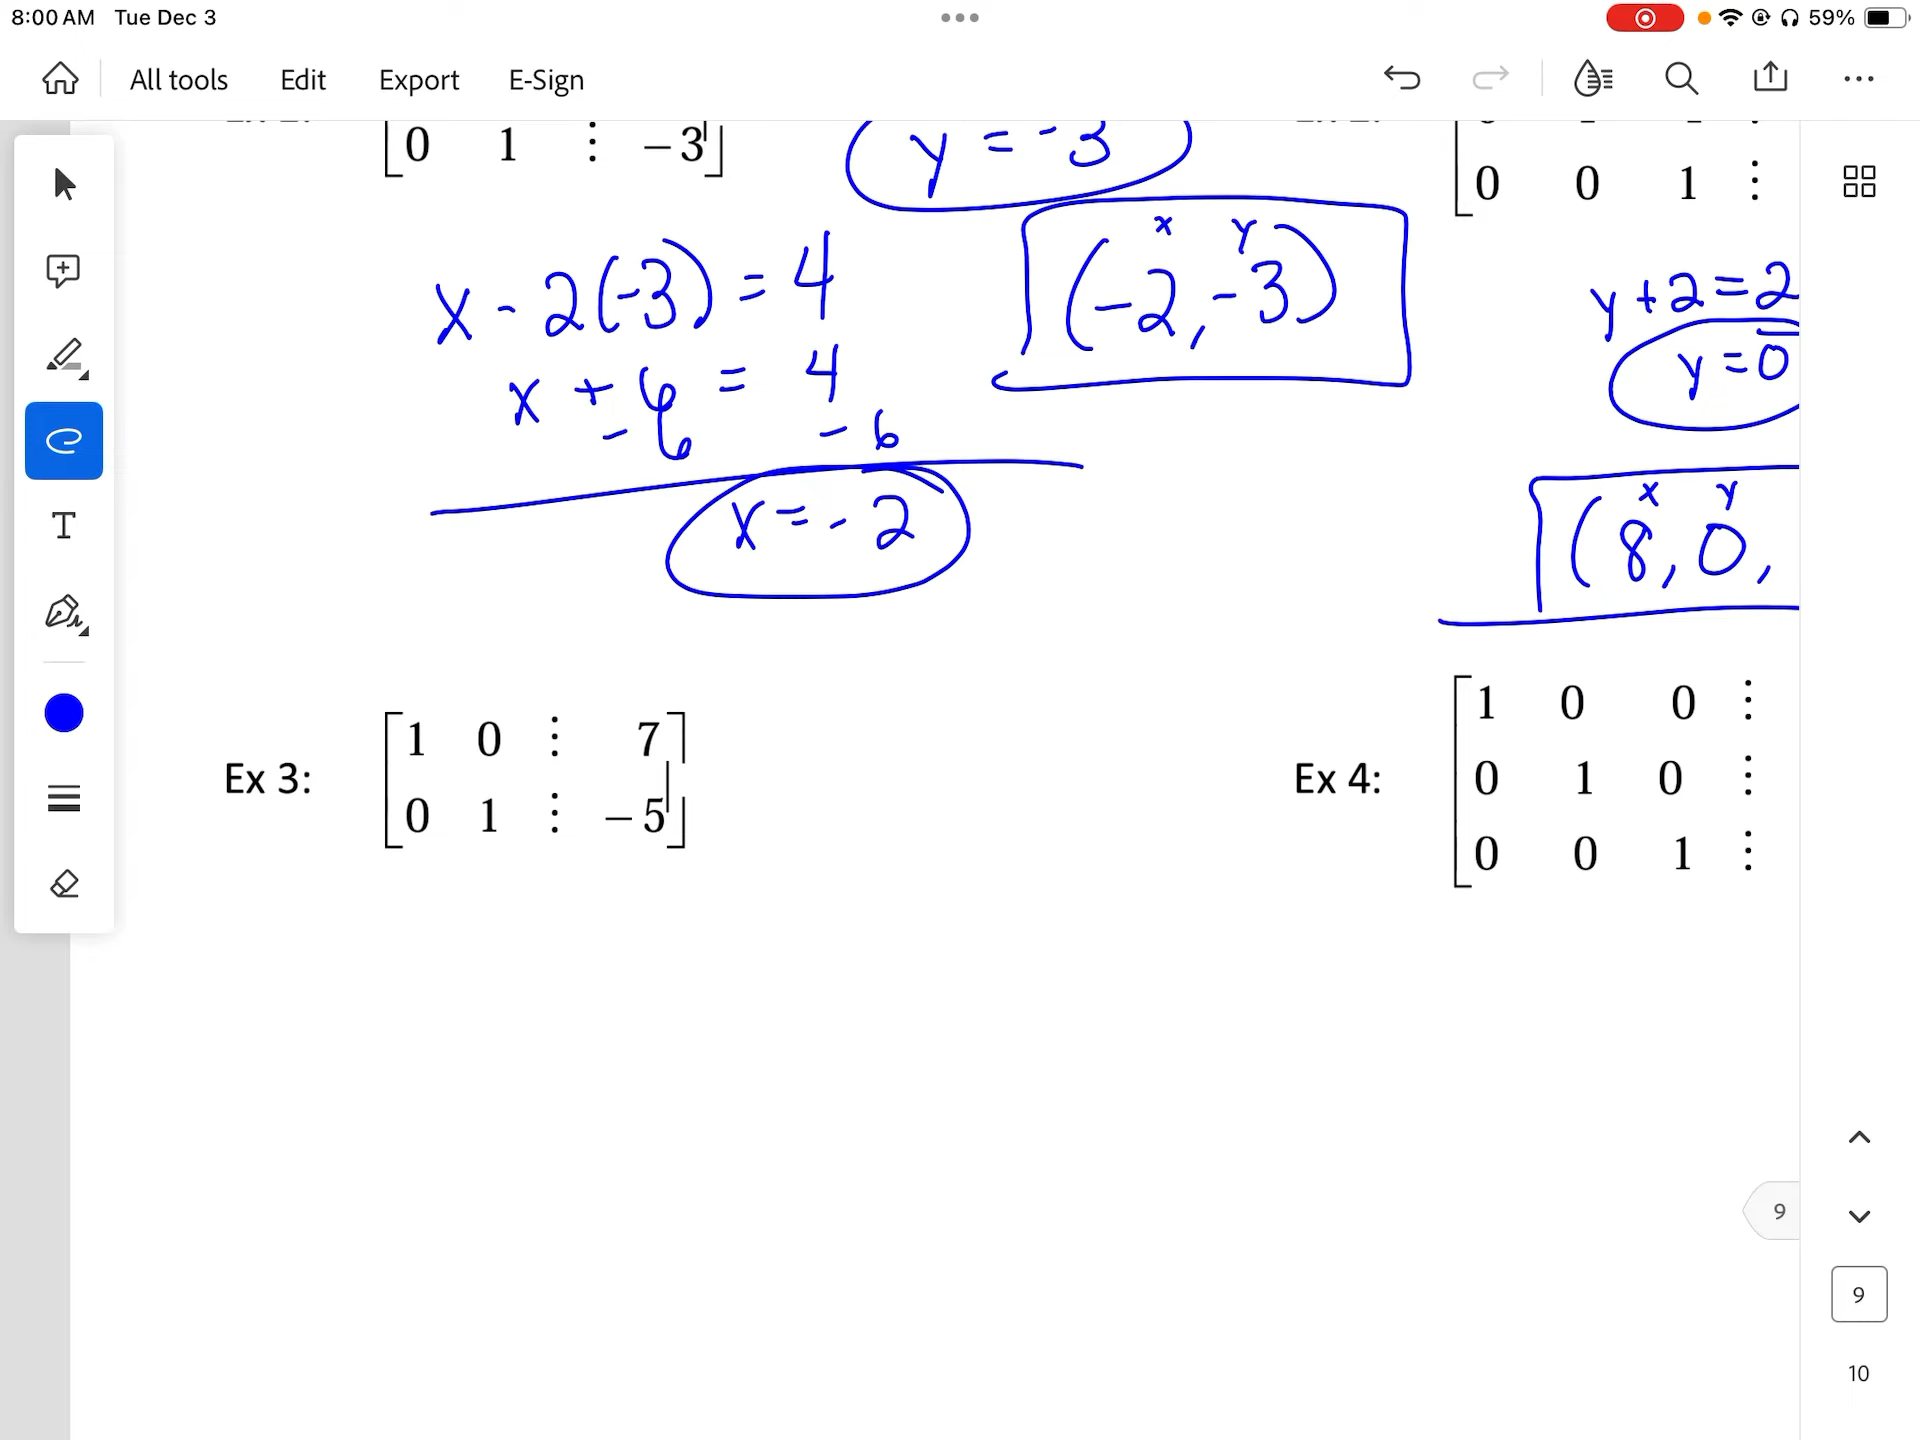 8:00 AM Tue Dec 3
59%
All tools Edit Export E-Sign
0 1 ⋮ −3
y = -3
0 0 1 ⋮
x - 2(-3) = 4
x y
(-2, -3)
y + 2 = 2
x + 6 = 4
y = 0
- 6 - 6
x = - 2
x y
(8, 0,
Ex 3:
1 0 ⋮ 7
0 1 ⋮ −5
Ex 4:
1 0 0 ⋮
0 1 0 ⋮
0 0 1 ⋮
T
9
9
10